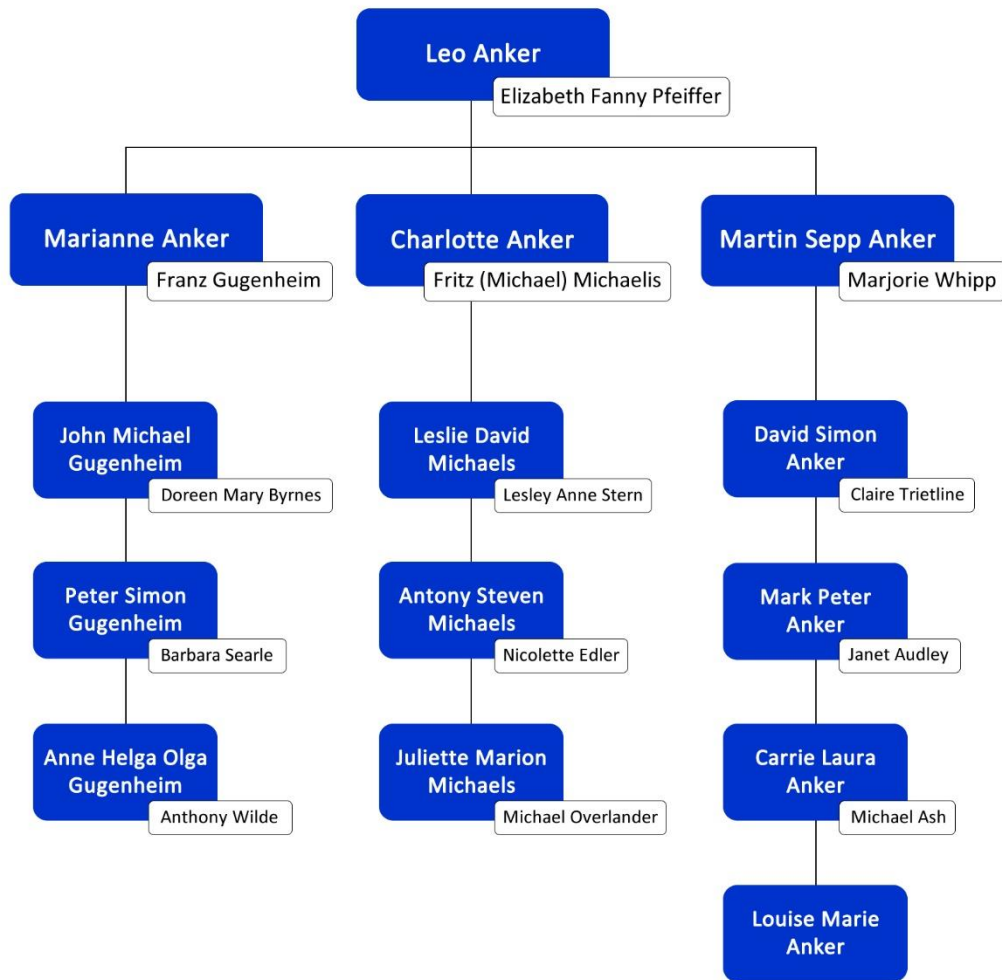 Leo Anker
Elizabeth Fanny Pfeiffer
Marianne Anker
Franz Gugenheim
Charlotte Anker
Fritz (Michael) Michaelis
Martin Sepp Anker
Marjorie Whipp
John Michael
Gugenheim
Doreen Mary Byrnes
Leslie David
Michaels
Lesley Anne Stern
David Simon
Anker
Claire Trietline
Peter Simon
Gugenheim
Barbara Searle
Antony Steven
Michaels
Nicolette Edler
Mark Peter
Anker
Janet Audley
Anne Helga Olga
Gugenheim
Anthony Wilde
Juliette Marion
Michaels
Michael Overlander
Carrie Laura
Anker
Michael Ash
Louise Marie
Anker